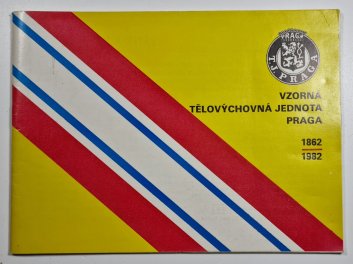 PRAGA
T.J. PRAGA
VZORNÁ
TĚLOVÝCHOVNÁ JEDNOTA
PRAGA
1862
1982